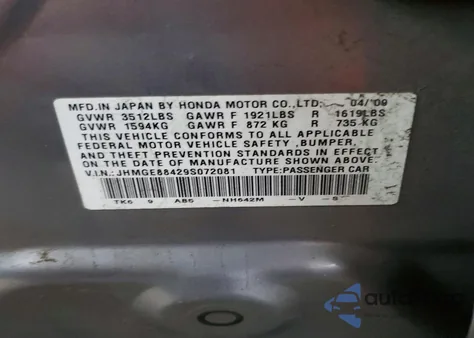 MFD.IN JAPAN BY HONDA MOTOR CO.,LTD. 04/'09
GVWR 3512LBS GAWR F 1921LBS R 1619LBS
GVWR 1594KG GAWR F 872 KG R 735 KG
THIS VEHICLE CONFORMS TO ALL APPLICABLE
FEDERAL MOTOR VEHICLE SAFETY ,BUMPER,
AND THEFT PREVENTION STANDARDS IN EFFECT ON
THE DATE OF MANUFACTURE SHOWN ABOVE.
V.I.N.:JHMGE88429S072081 TYPE:PASSENGER CAR
TK6 9 AB5 -NH642M -V -S